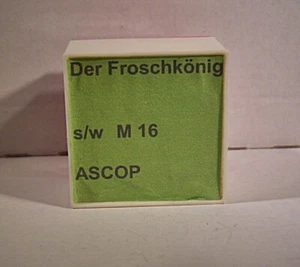 Der Froschkönig
s/w M 16
ASCOP